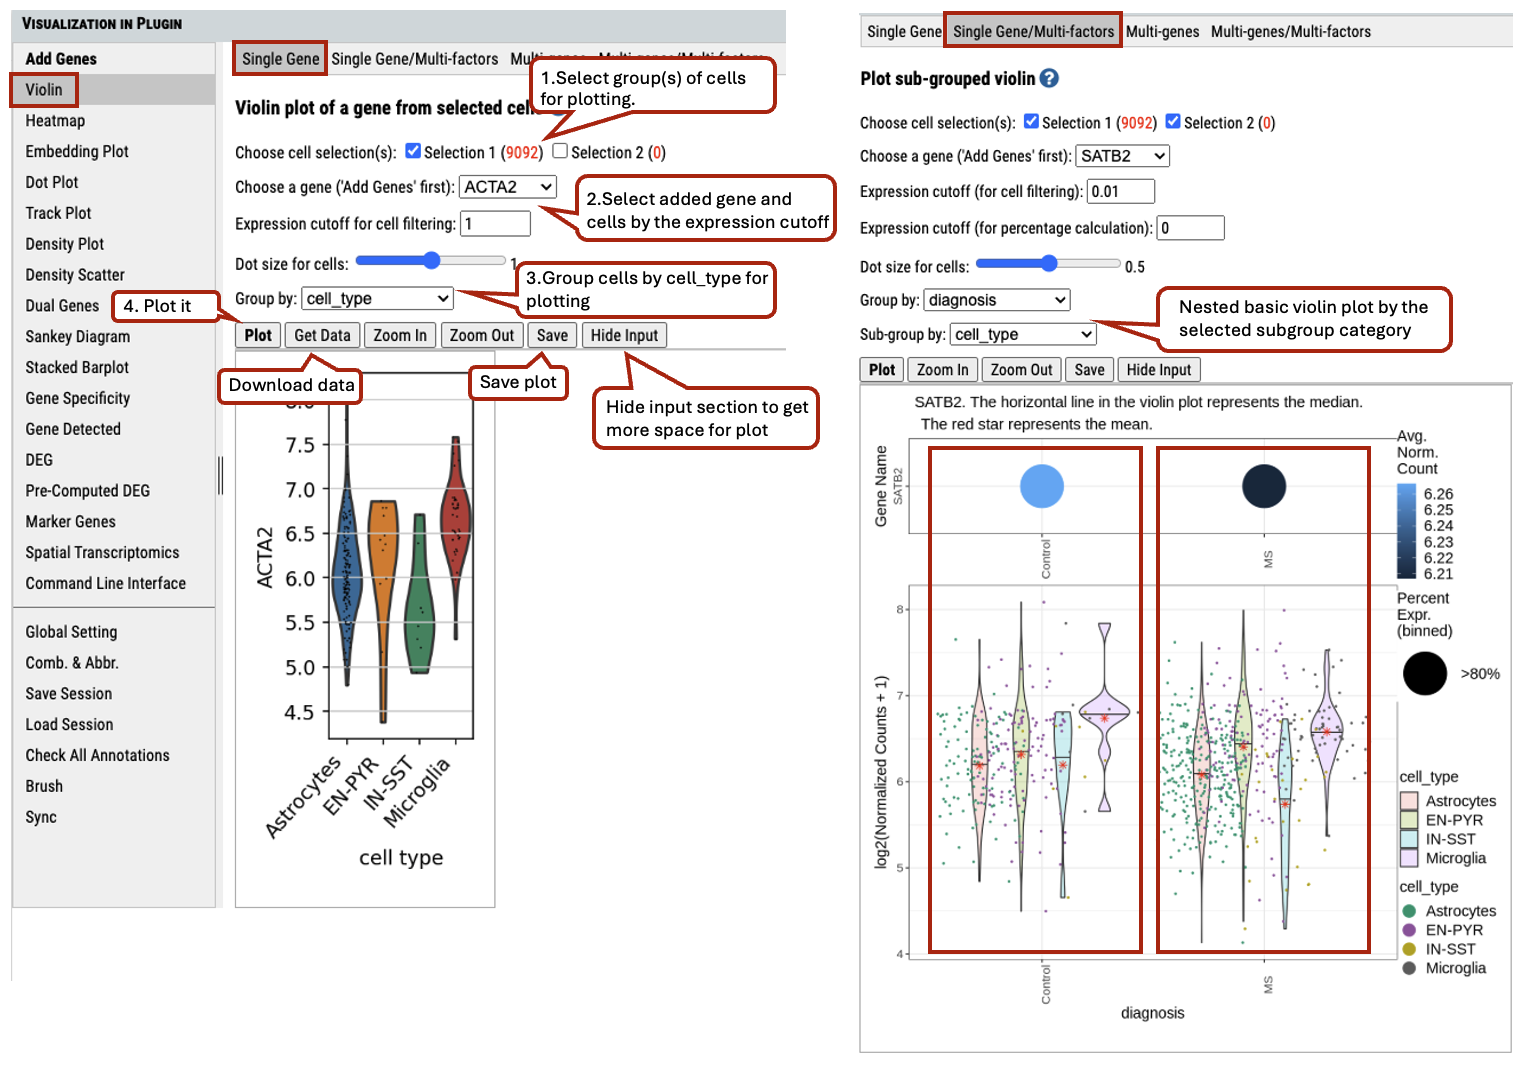 VISUALIZATION IN PLUGIN
Add Genes
Violin
Heatmap
Embedding Plot
Dot Plot
Track Plot
Density Plot
Density Scatter
Dual Genes
Sankey Diagram
Stacked Barplot
Gene Specificity
Gene Detected
DEG
Pre-Computed DEG
Marker Genes
Spatial Transcriptomics
Command Line Interface
Global Setting
Comb. & Abbr.
Save Session
Load Session
Check All Annotations
Brush
Sync
Single Gene Single Gene/Multi-factors
1.Select group(s) of cells
for plotting.
Violin plot of a gene from selected
Choose cell selection(s): Selection 1 (9092) Selection 2 (0)
Choose a gene ('Add Genes' first): ACTA2
2.Select added gene and
cells by the expression cutoff
Expression cutoff for cell filtering: 1
Dot size for cells: 1
3.Group cells by cell_type for
plotting
Group by: cell_type
4. Plot it
Plot Get Data Zoom In Zoom Out Save Hide Input
Download data
Save plot
Hide input section to get
more space for plot
7.5
7.0
6.5
6.0
5.5
5.0
4.5
ACTA2
Astrocytes
EN-PYR
IN-SST
Microglia
cell type
Single Gene Single Gene/Multi-factors Multi-genes Multi-genes/Multi-factors
Plot sub-grouped violin ?
Choose cell selection(s): Selection 1 (9092) Selection 2 (0)
Choose a gene ('Add Genes' first): SATB2
Expression cutoff (for cell filtering): 0.01
Expression cutoff (for percentage calculation): 0
Dot size for cells: 0.5
Group by: diagnosis
Sub-group by: cell_type
Nested basic violin plot by the
selected subgroup category
Plot Zoom In Zoom Out Save Hide Input
SATB2. The horizontal line in the violin plot represents the median.
The red star represents the mean.
Gene Name
SATB2
Control
MS
Avg.
Norm.
Count
6.26
6.25
6.24
6.23
6.22
6.21
Percent
Expr.
(binned)
>80%
log2(Normalized Counts + 1)
8
7
6
5
4
Control
MS
diagnosis
cell_type
Astrocytes
EN-PYR
IN-SST
Microglia
cell_type
Astrocytes
EN-PYR
IN-SST
Microglia